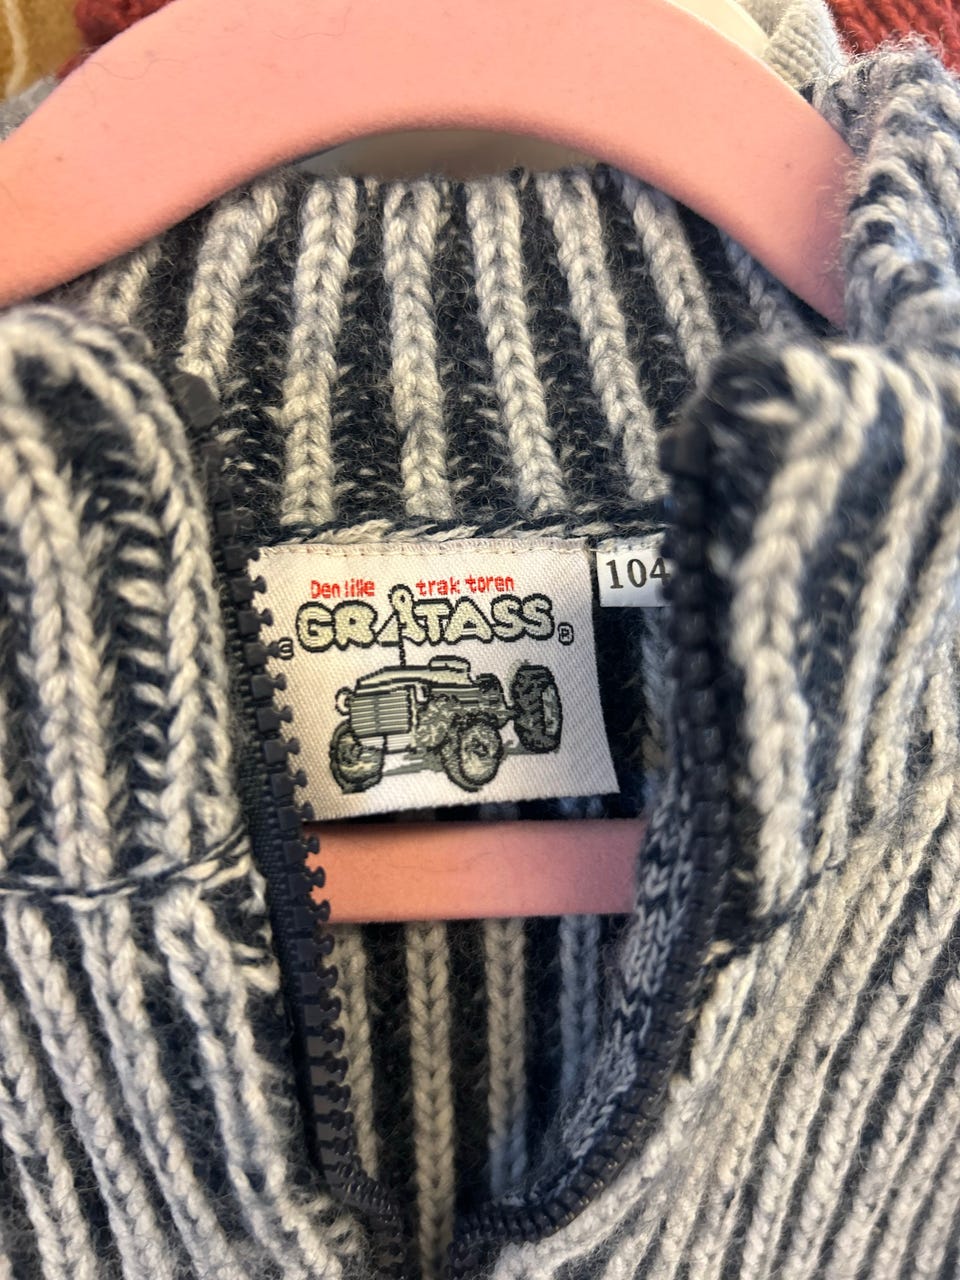 Den lille traktoren
GRÅTASS
®
104